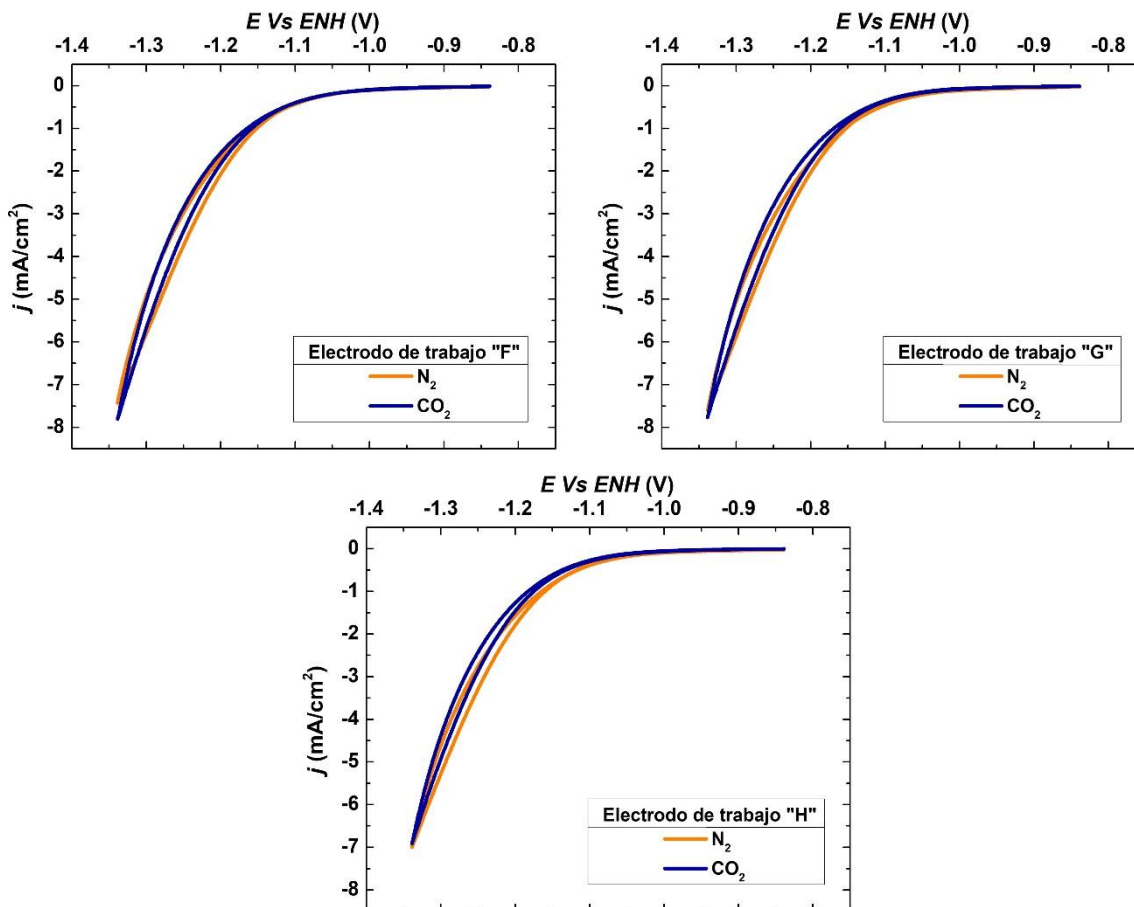 E Vs ENH (V)
-1.4 -1.3 -1.2 -1.1 -1.0 -0.9 -0.8
0
-1
-2
-3
-4
-5
-6
-7
-8
j (mA/cm²)
Electrodo de trabajo "F"
N₂
CO₂
E Vs ENH (V)
-1.4 -1.3 -1.2 -1.1 -1.0 -0.9 -0.8
0
-1
-2
-3
-4
-5
-6
-7
-8
j (mA/cm²)
Electrodo de trabajo "G"
N₂
CO₂
E Vs ENH (V)
-1.4 -1.3 -1.2 -1.1 -1.0 -0.9 -0.8
0
-1
-2
-3
-4
-5
-6
-7
-8
j (mA/cm²)
Electrodo de trabajo "H"
N₂
CO₂